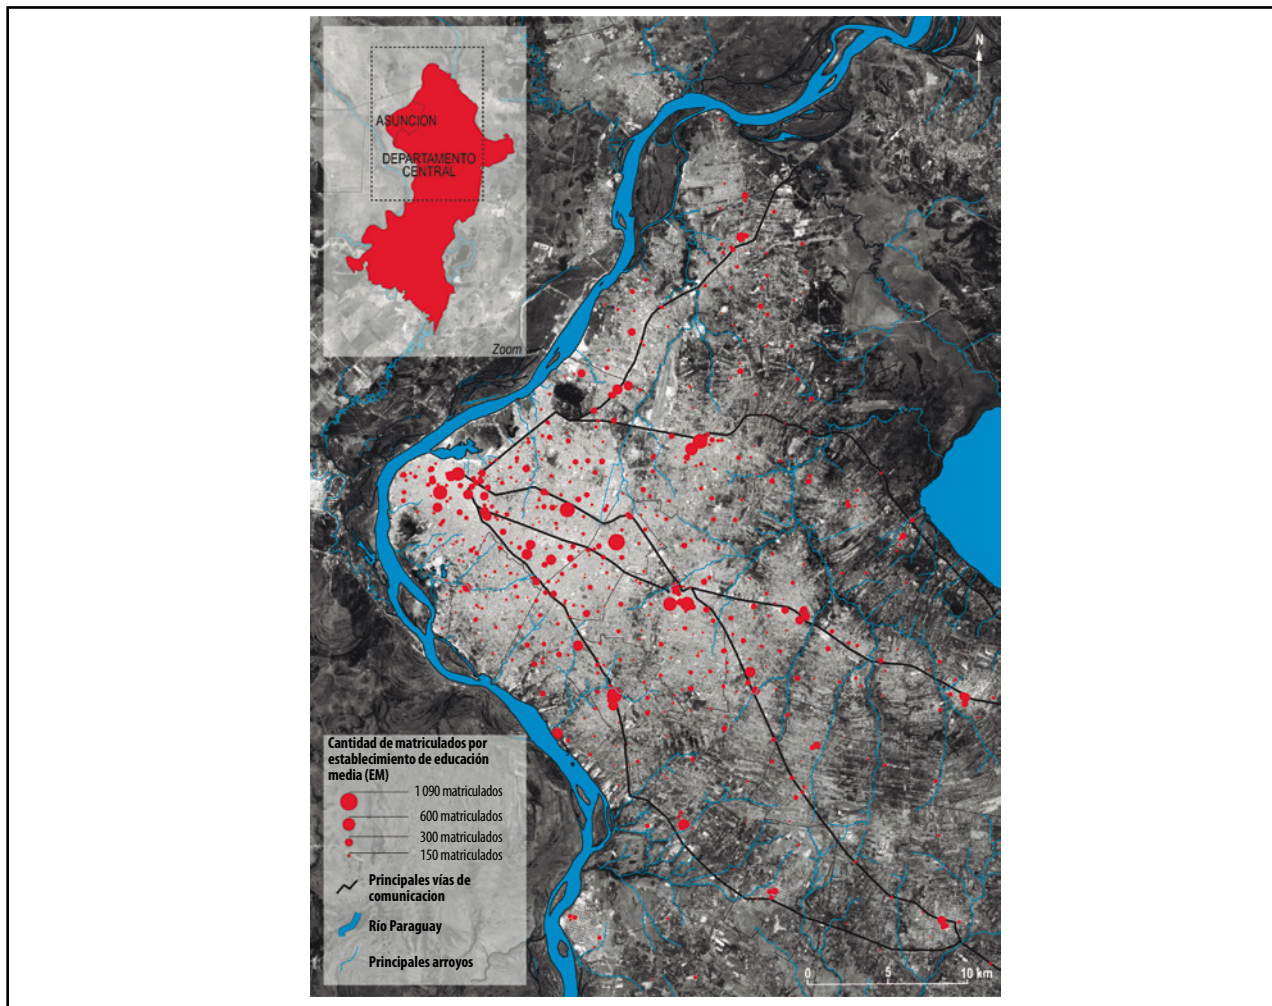 N
ASUNCIÓN
DEPARTAMENTO
CENTRAL
Zoom
Cantidad de matriculados por
establecimiento de educación
media (EM)
1 090 matriculados
600 matriculados
300 matriculados
150 matriculados
Principales vías de
comunicacion
Río Paraguay
Principales arroyos
0 5 10 km